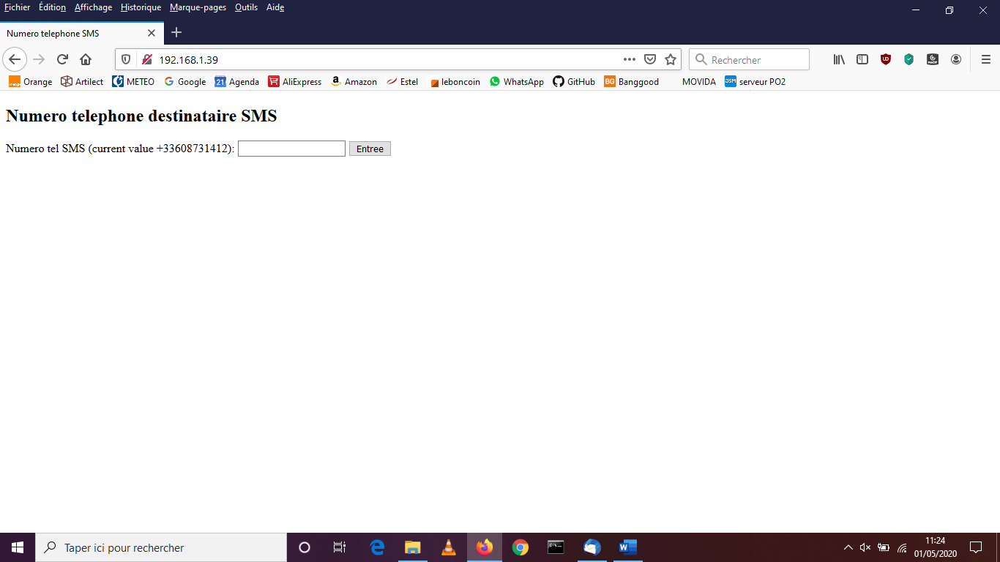 Fichier Édition Affichage Historique Marque-pages Outils Aide
Numero telephone SMS
192.168.1.39
Rechercher
Orange Artilect METEO Google 21 Agenda AliExpress Amazon Estel leboncoin WhatsApp GitHub BG Banggood MOVIDA DSM serveur PO2
Numero telephone destinataire SMS
Numero tel SMS (current value +33608731412): Entree
Taper ici pour rechercher
11:24
01/05/2020